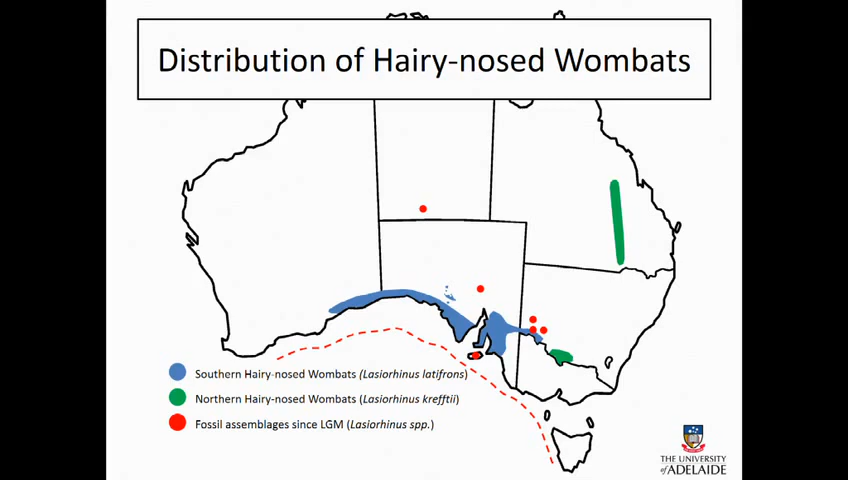 Distribution of Hairy-nosed Wombats
Southern Hairy-nosed Wombats (Lasiorhinus latifrons)
Northern Hairy-nosed Wombats (Lasiorhinus krefftii)
Fossil assemblages since LGM (Lasiorhinus spp.)
THE UNIVERSITY
of ADELAIDE